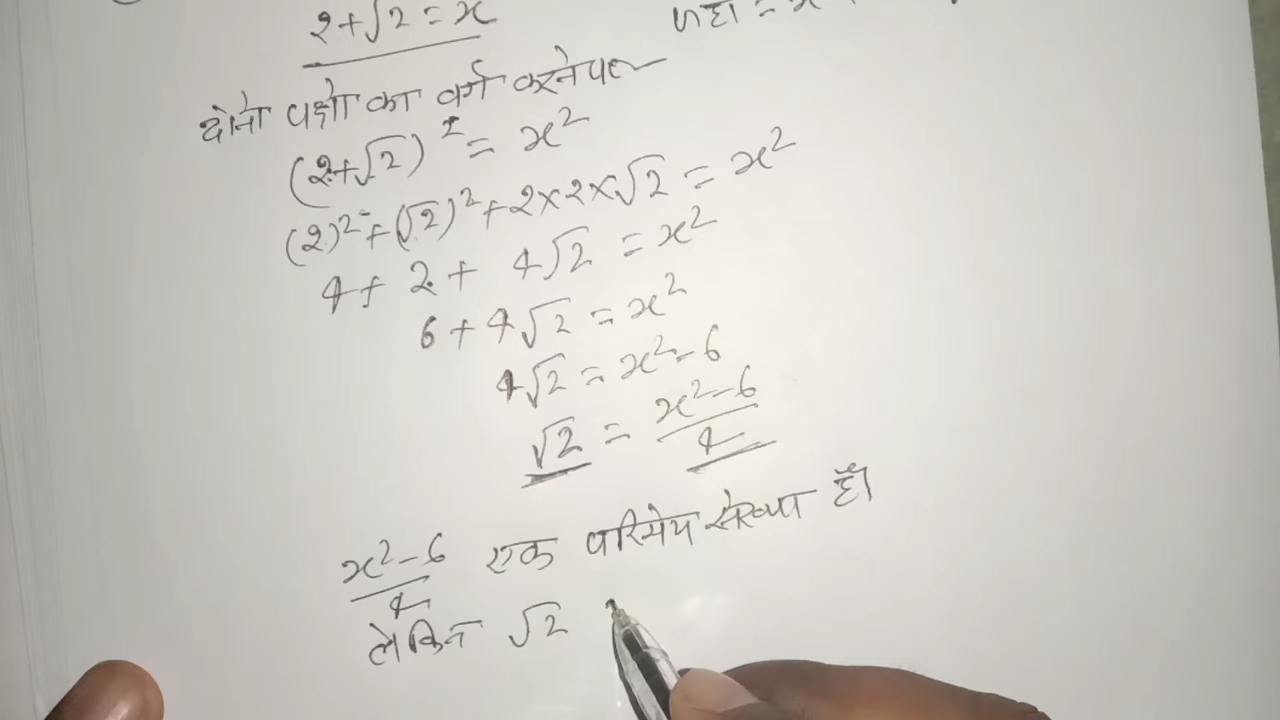 2+√2 = x
जहाँ = x
दोनो पक्षो का वर्ग करने पर
(2+√2)² = x²
(2)² + (√2)² + 2×2×√2 = x²
4 + 2 + 4√2 = x²
6 + 4√2 = x²
4√2 = x² - 6
√2 = (x² - 6)/4
(x² - 6)/4 एक परिमेय संख्या है।
लेकिन √2